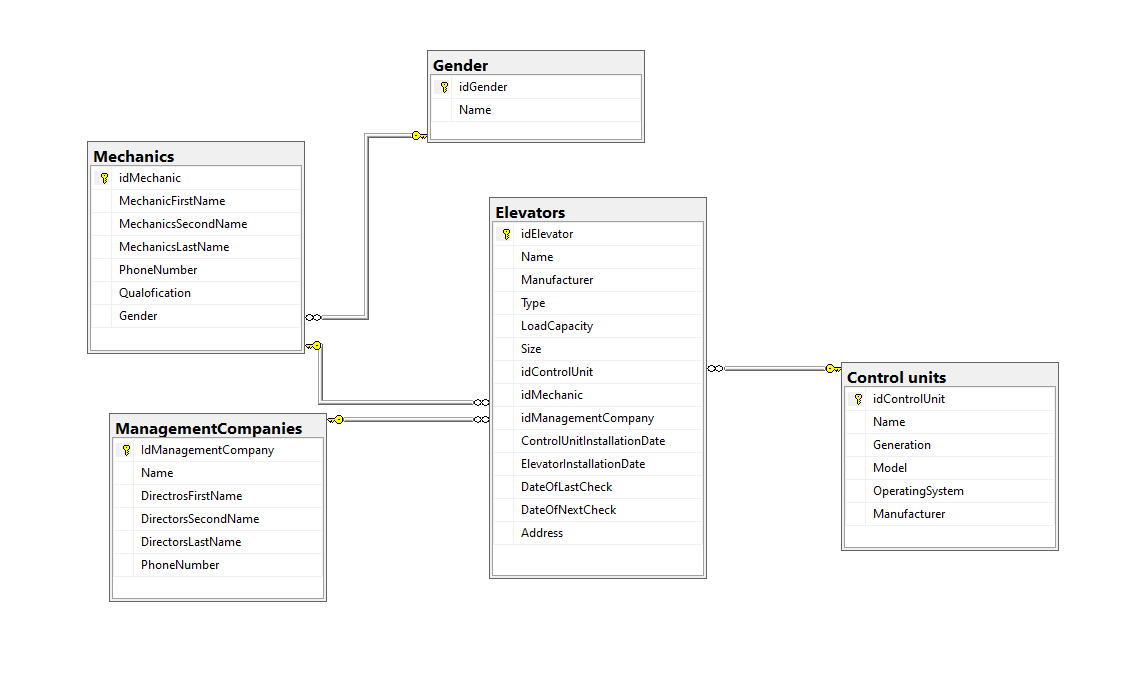 Gender
idGender
Name
Mechanics
idMechanic
MechanicFirstName
MechanicsSecondName
MechanicsLastName
PhoneNumber
Qualofication
Gender
Elevators
idElevator
Name
Manufacturer
Type
LoadCapacity
Size
idControlUnit
idMechanic
idManagementCompany
ControlUnitInstallationDate
ElevatorInstallationDate
DateOfLastCheck
DateOfNextCheck
Address
Control units
idControlUnit
Name
Generation
Model
OperatingSystem
Manufacturer
ManagementCompanies
IdManagementCompany
Name
DirectrosFirstName
DirectorsSecondName
DirectorsLastName
PhoneNumber